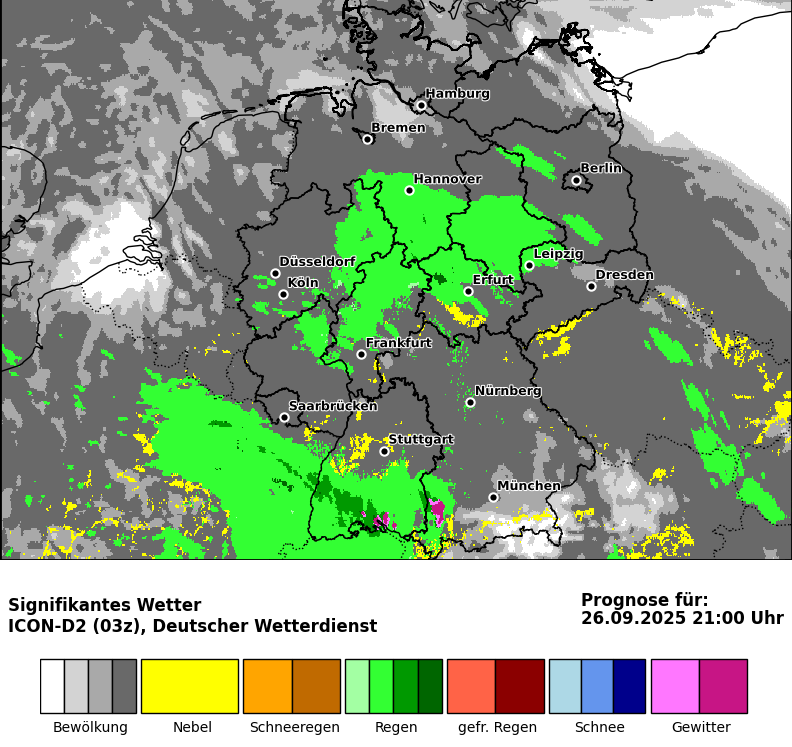 Hamburg
Bremen
Berlin
Hannover
Leipzig
Düsseldorf
Dresden
Köln
Erfurt
Frankfurt
Nürnberg
Saarbrücken
Stuttgart
München
Signifikantes Wetter
ICON-D2 (03z), Deutscher Wetterdienst
Prognose für:
26.09.2025 21:00 Uhr
Bewölkung
Nebel
Schneeregen
Regen
gefr. Regen
Schnee
Gewitter